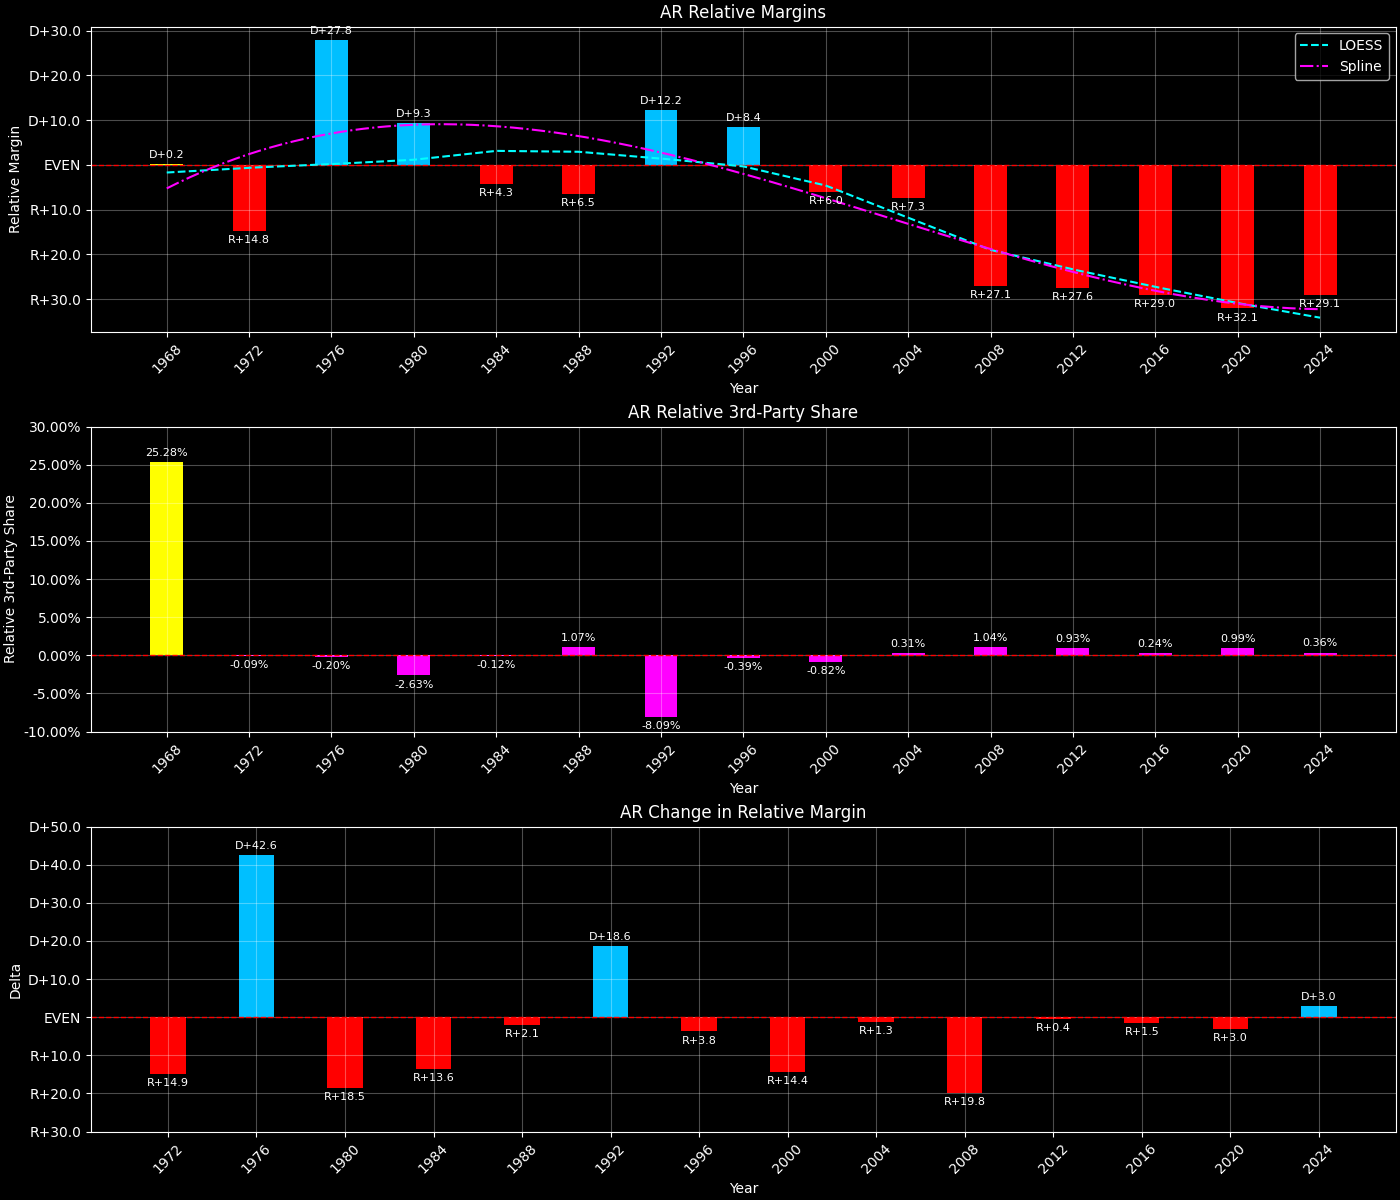 AR Relative Margins
Relative Margin
D+30.0
D+20.0
D+10.0
EVEN
R+10.0
R+20.0
R+30.0
D+0.2
R+14.8
D+27.8
D+9.3
R+4.3
R+6.5
D+12.2
D+8.4
R+6.0
R+7.3
R+27.1
R+27.6
R+29.0
R+32.1
R+29.1
LOESS
Spline
1968
1972
1976
1980
1984
1988
1992
1996
2000
2004
2008
2012
2016
2020
2024
Year
AR Relative 3rd-Party Share
Relative 3rd-Party Share
30.00%
25.00%
20.00%
15.00%
10.00%
5.00%
0.00%
-5.00%
-10.00%
25.28%
-0.09%
-0.20%
-2.63%
-0.12%
1.07%
-8.09%
-0.39%
-0.82%
0.31%
1.04%
0.93%
0.24%
0.99%
0.36%
1968
1972
1976
1980
1984
1988
1992
1996
2000
2004
2008
2012
2016
2020
2024
Year
AR Change in Relative Margin
Delta
D+50.0
D+40.0
D+30.0
D+20.0
D+10.0
EVEN
R+10.0
R+20.0
R+30.0
R+14.9
D+42.6
R+18.5
R+13.6
R+2.1
D+18.6
R+3.8
R+14.4
R+1.3
R+19.8
R+0.4
R+1.5
R+3.0
D+3.0
1972
1976
1980
1984
1988
1992
1996
2000
2004
2008
2012
2016
2020
2024
Year